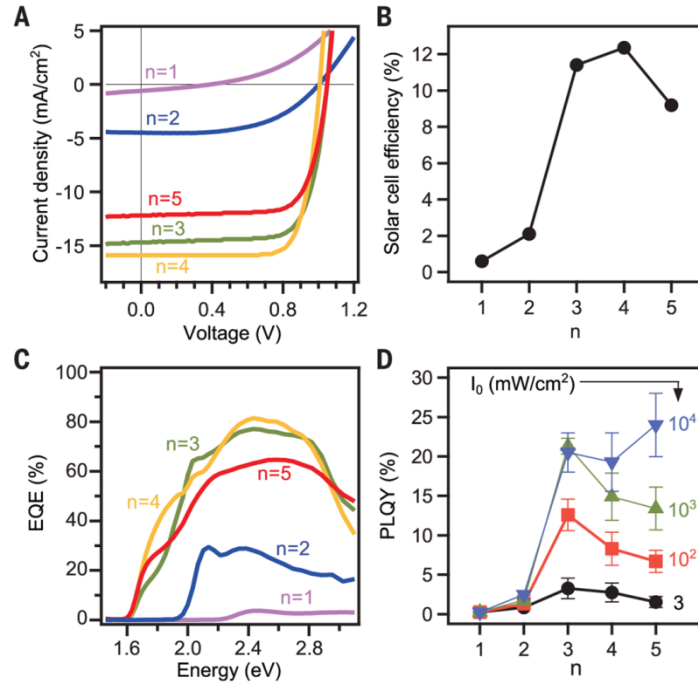 A
5
0
-5
-10
-15
Current density (mA/cm²)
n=1
n=2
n=5
n=3
n=4
0.0 0.4 0.8 1.2
Voltage (V)
B
12
10
8
6
4
2
0
Solar cell efficiency (%)
1 2 3 4 5
n
C
100
80
60
40
20
0
EQE (%)
n=3
n=4
n=5
n=2
n=1
1.6 2.0 2.4 2.8
Energy (eV)
D
I₀ (mW/cm²)
30
25
20
15
10
5
0
PLQY (%)
10⁴
10³
10²
3
1 2 3 4 5
n